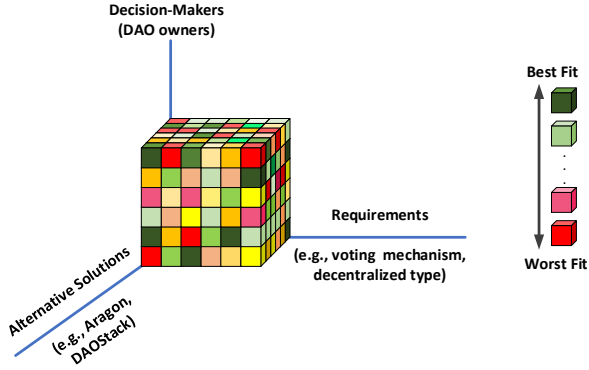 Decision-Makers
(DAO owners)
Best Fit
.
.
.
Worst Fit
Requirements
(e.g., voting mechanism,
decentralized type)
Alternative Solutions
(e.g., Aragon,
DAOStack)